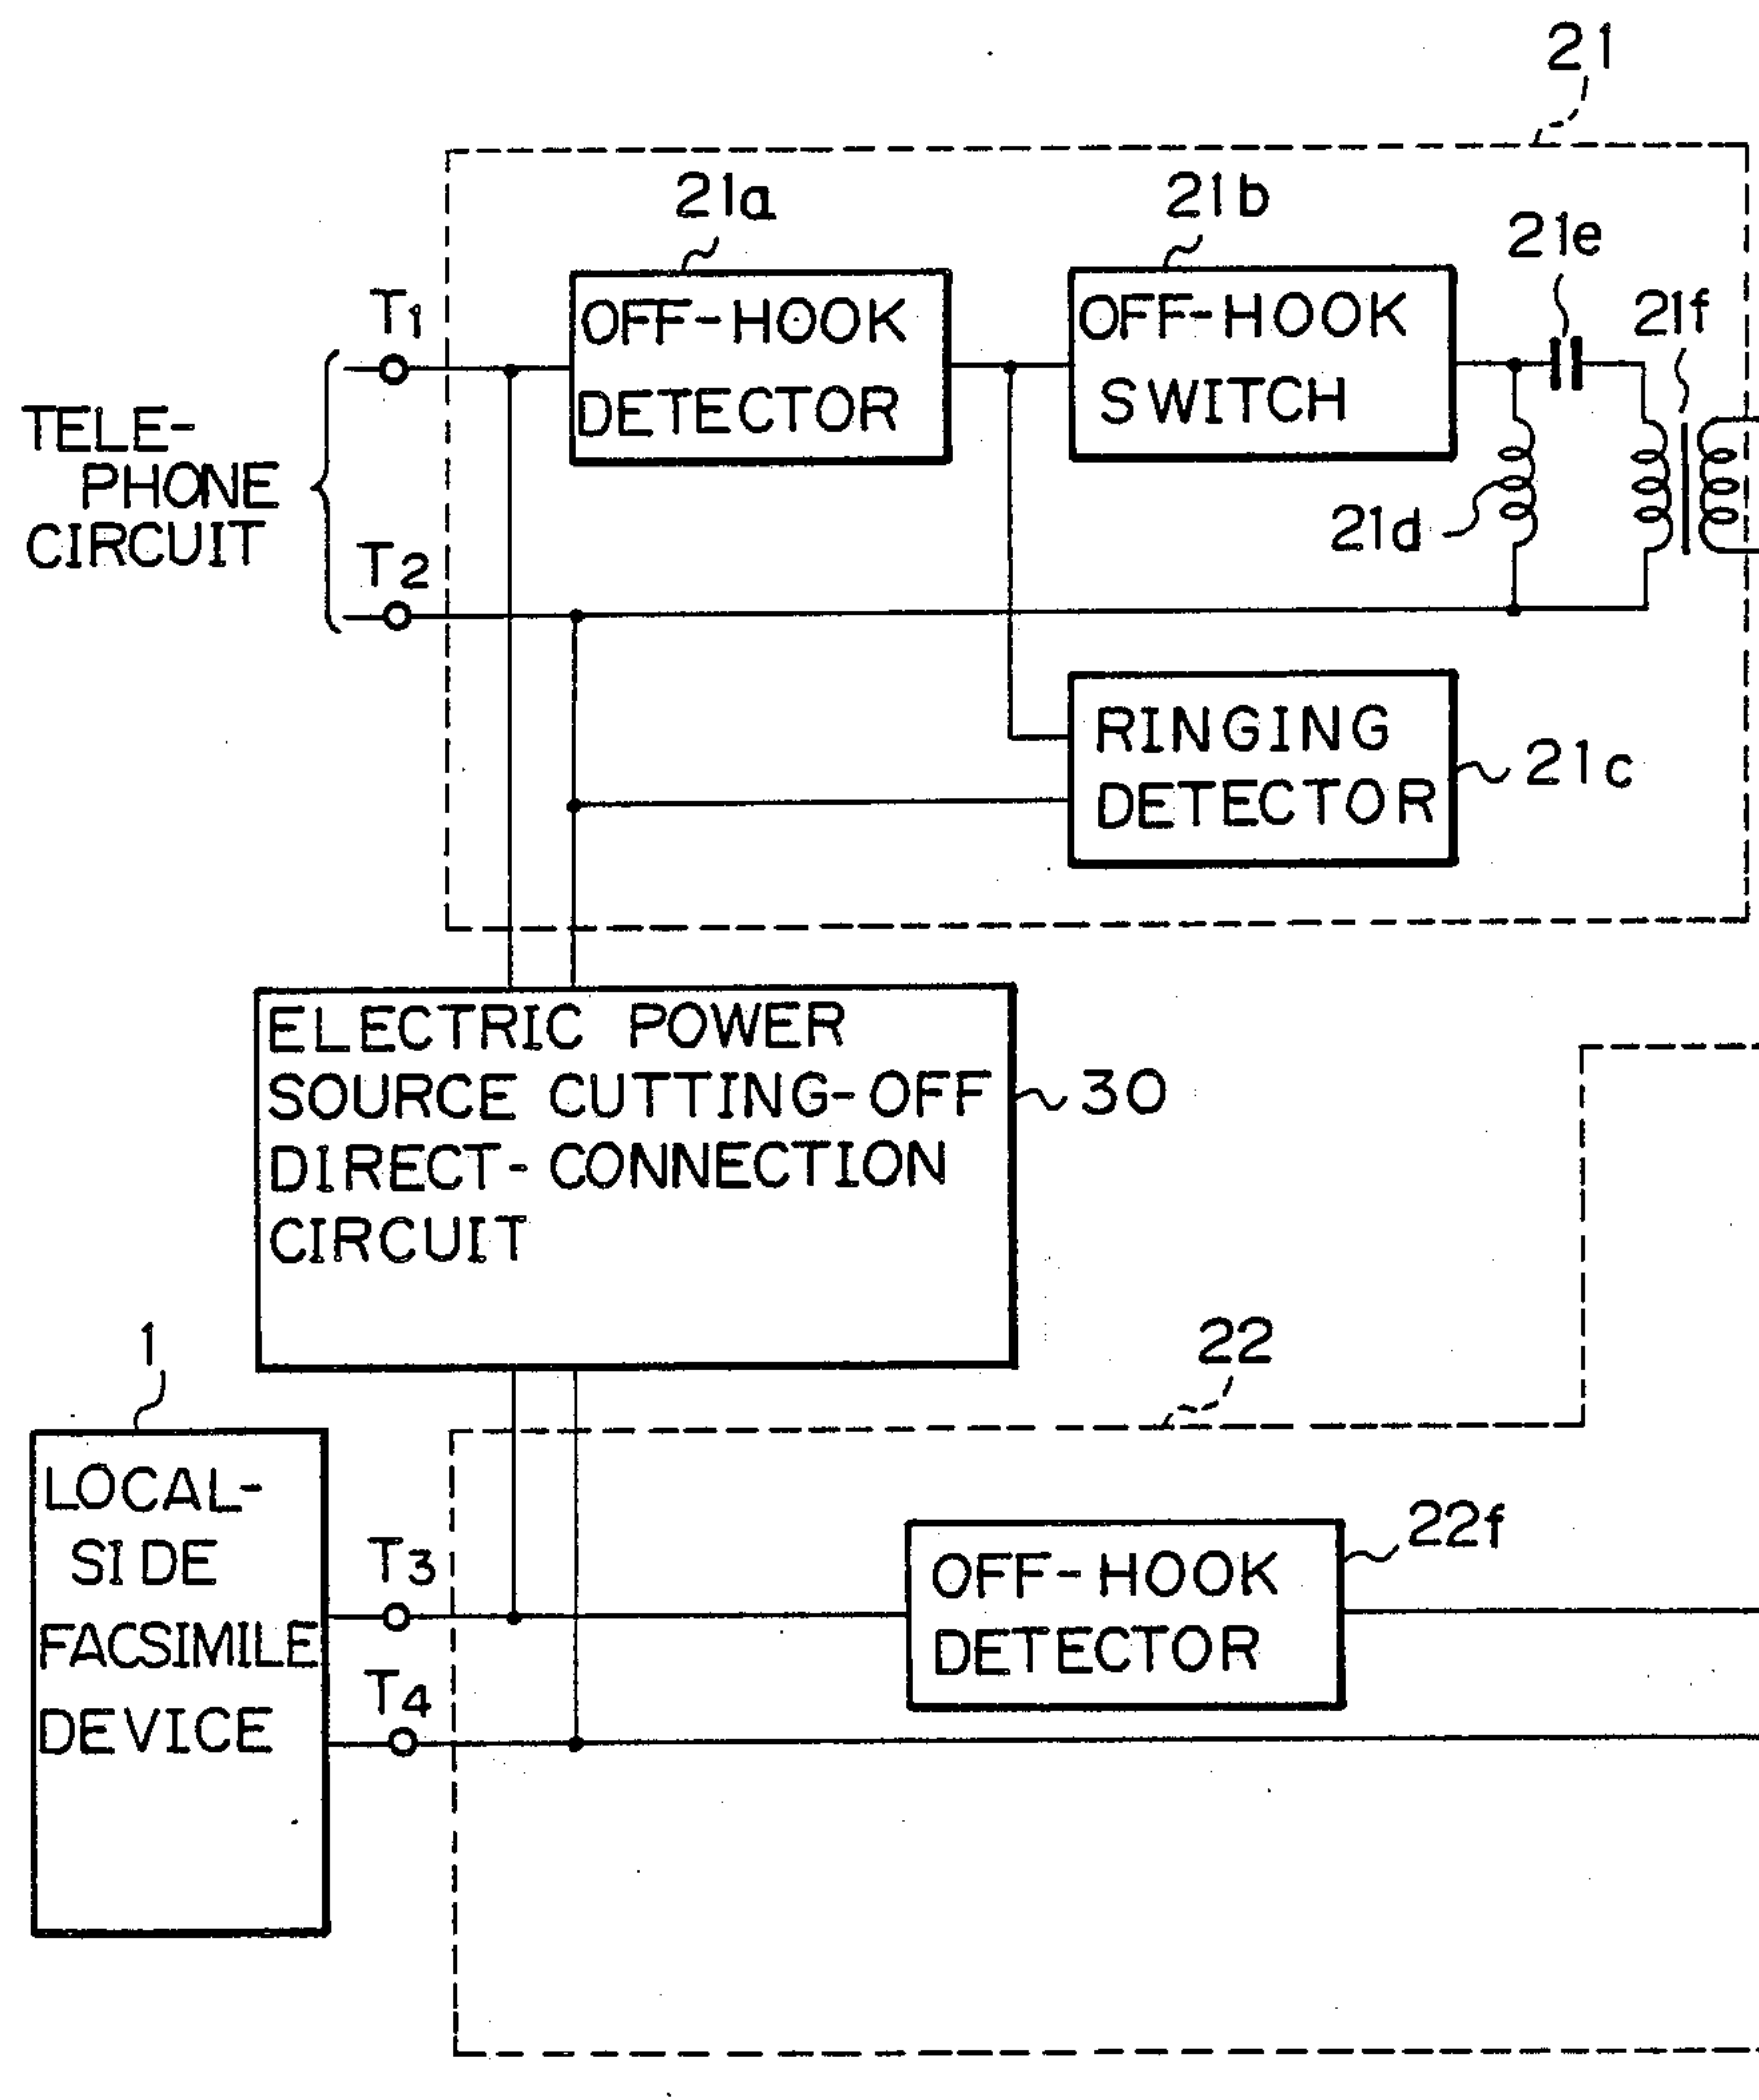 21
21a
21b
21e
21f
T1
OFF-HOOK
DETECTOR
OFF-HOOK
SWITCH
TELE-
PHONE
CIRCUIT
21d
T2
RINGING
DETECTOR
21c
ELECTRIC POWER
SOURCE CUTTING-OFF
DIRECT-CONNECTION
CIRCUIT
30
1
22
LOCAL-
SIDE
FACSIMILE
DEVICE
T3
T4
22f
OFF-HOOK
DETECTOR